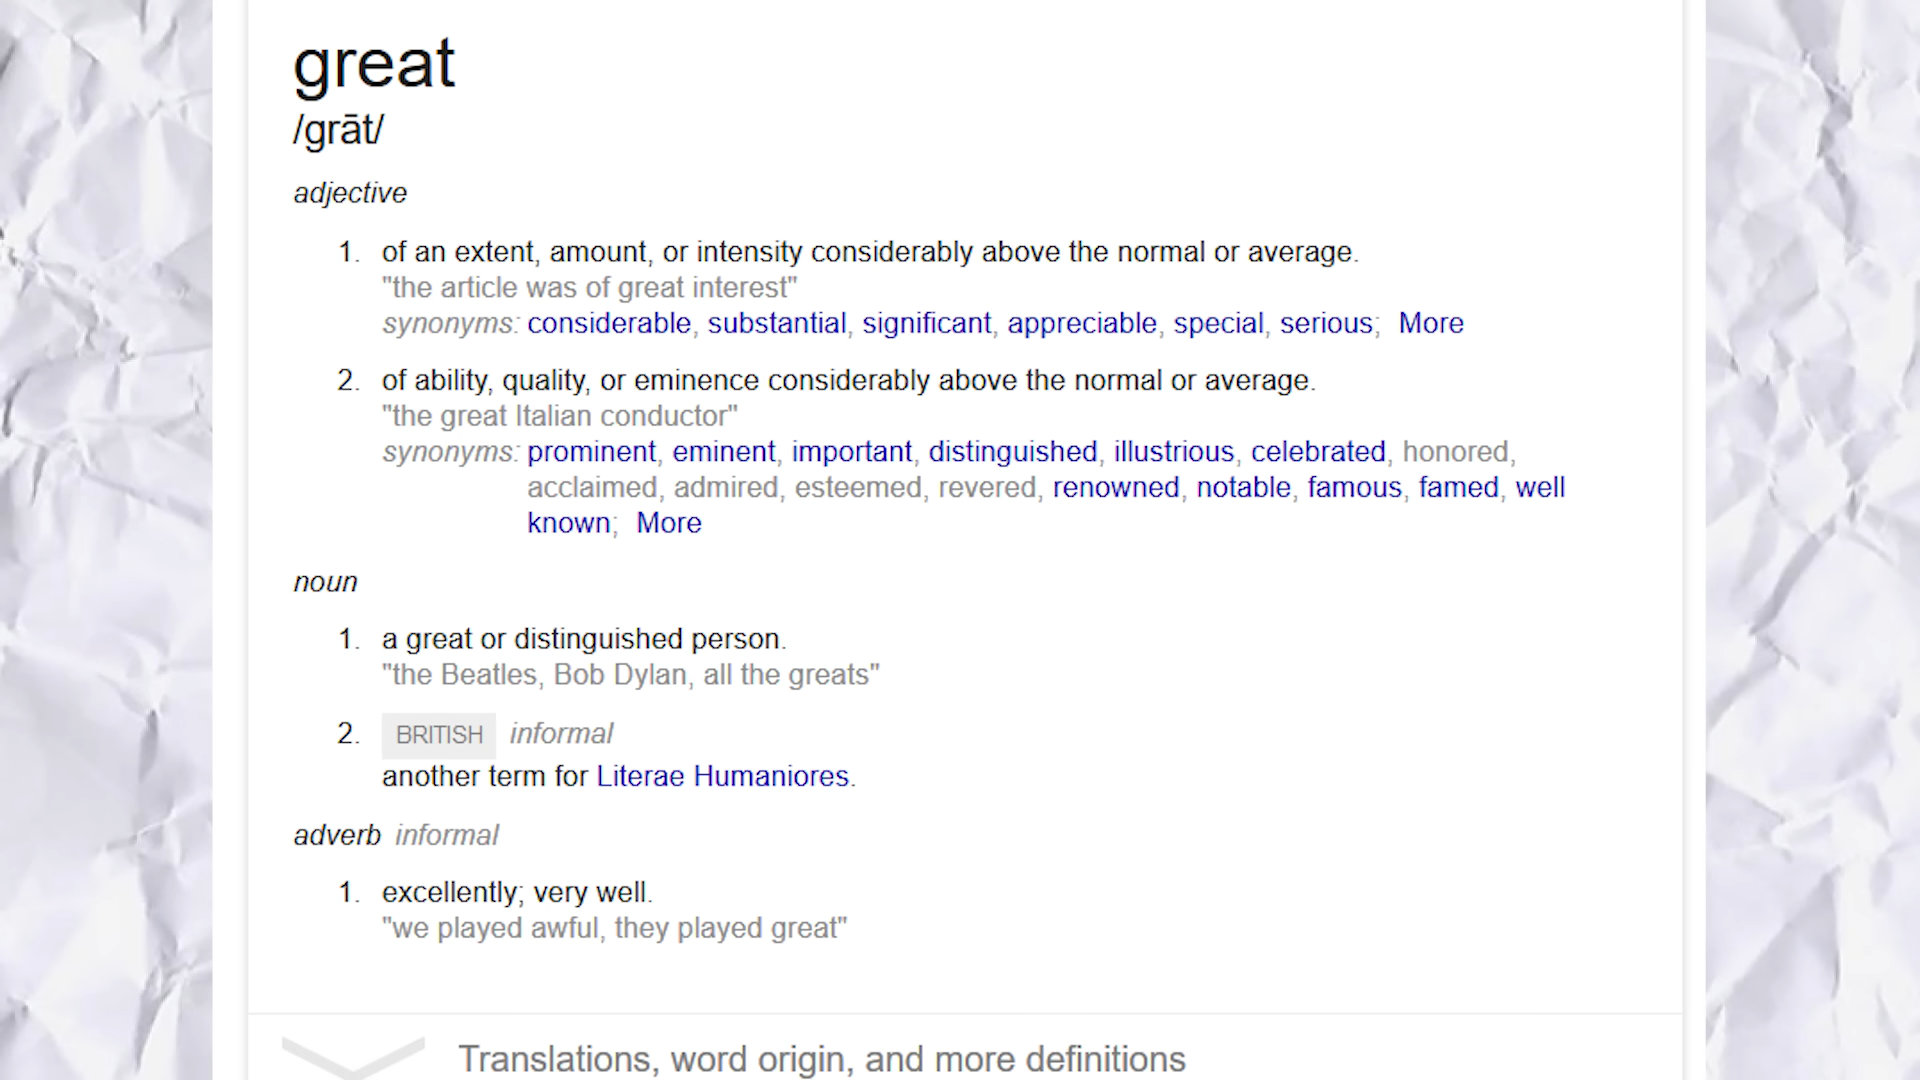 great
/grāt/
adjective
1. of an extent, amount, or intensity considerably above the normal or average.
"the article was of great interest"
synonyms: considerable, substantial, significant, appreciable, special, serious; More
2. of ability, quality, or eminence considerably above the normal or average.
"the great Italian conductor"
synonyms: prominent, eminent, important, distinguished, illustrious, celebrated, honored,
acclaimed, admired, esteemed, revered, renowned, notable, famous, famed, well
known; More
noun
1. a great or distinguished person.
"the Beatles, Bob Dylan, all the greats"
2. BRITISH informal
another term for Literae Humaniores.
adverb informal
1. excellently; very well.
"we played awful, they played great"
Translations, word origin, and more definitions